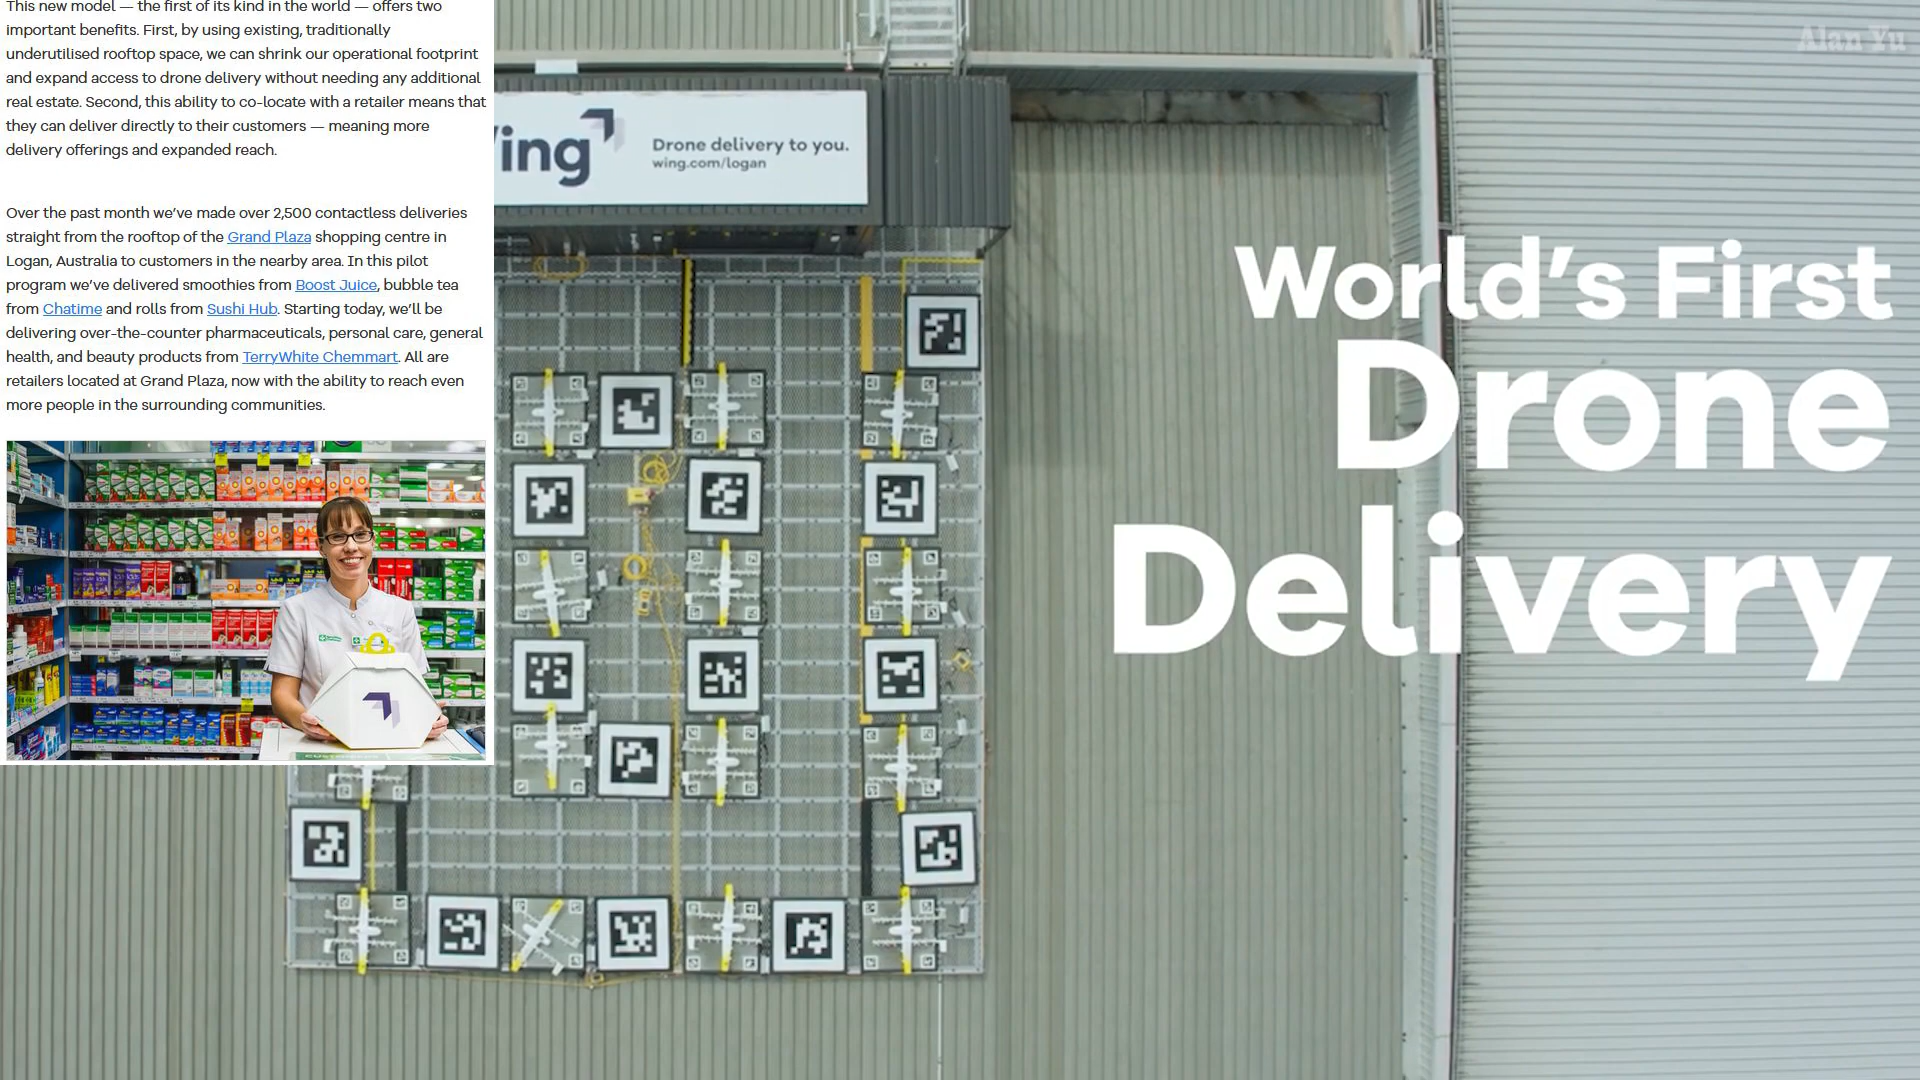 This new model — the first of its kind in the world — offers two
important benefits. First, by using existing, traditionally
underutilised rooftop space, we can shrink our operational footprint
and expand access to drone delivery without needing any additional
real estate. Second, this ability to co-locate with a retailer means that
they can deliver directly to their customers — meaning more
delivery offerings and expanded reach.
Over the past month we’ve made over 2,500 contactless deliveries
straight from the rooftop of the Grand Plaza shopping centre in
Logan, Australia to customers in the nearby area. In this pilot
program we’ve delivered smoothies from Boost Juice, bubble tea
from Chatime and rolls from Sushi Hub. Starting today, we’ll be
delivering over-the-counter pharmaceuticals, personal care, general
health, and beauty products from TerryWhite Chemmart. All are
retailers located at Grand Plaza, now with the ability to reach even
more people in the surrounding communities.
ing
Drone delivery to you.
wing.com/logan
Alan Yu
World’s First
Drone
Delivery